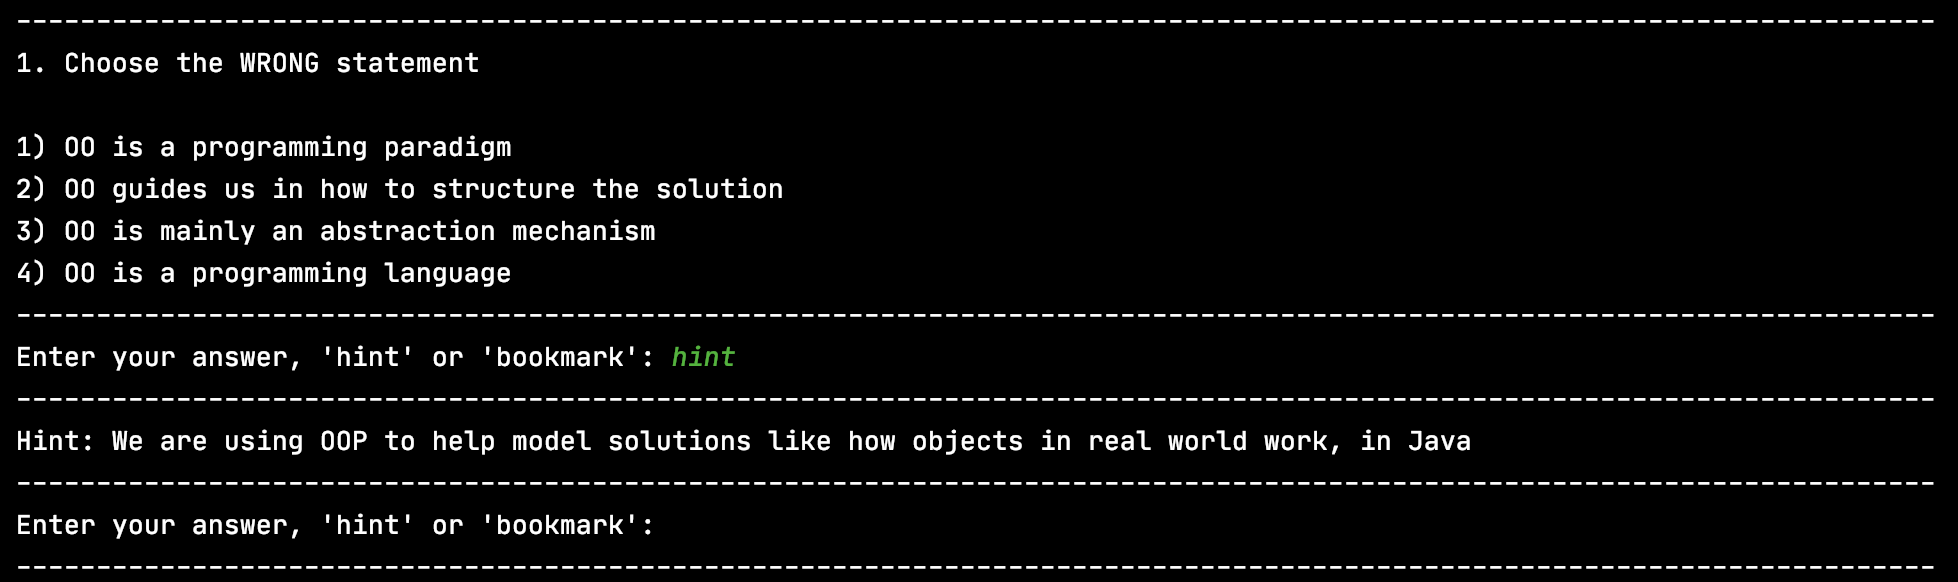 ------------------------------------------------------------------------------------------------------------------------
1. Choose the WRONG statement
1) OO is a programming paradigm
2) OO guides us in how to structure the solution
3) OO is mainly an abstraction mechanism
4) OO is a programming language
------------------------------------------------------------------------------------------------------------------------
Enter your answer, 'hint' or 'bookmark': hint
------------------------------------------------------------------------------------------------------------------------
Hint: We are using OOP to help model solutions like how objects in real world work, in Java
------------------------------------------------------------------------------------------------------------------------
Enter your answer, 'hint' or 'bookmark':
------------------------------------------------------------------------------------------------------------------------